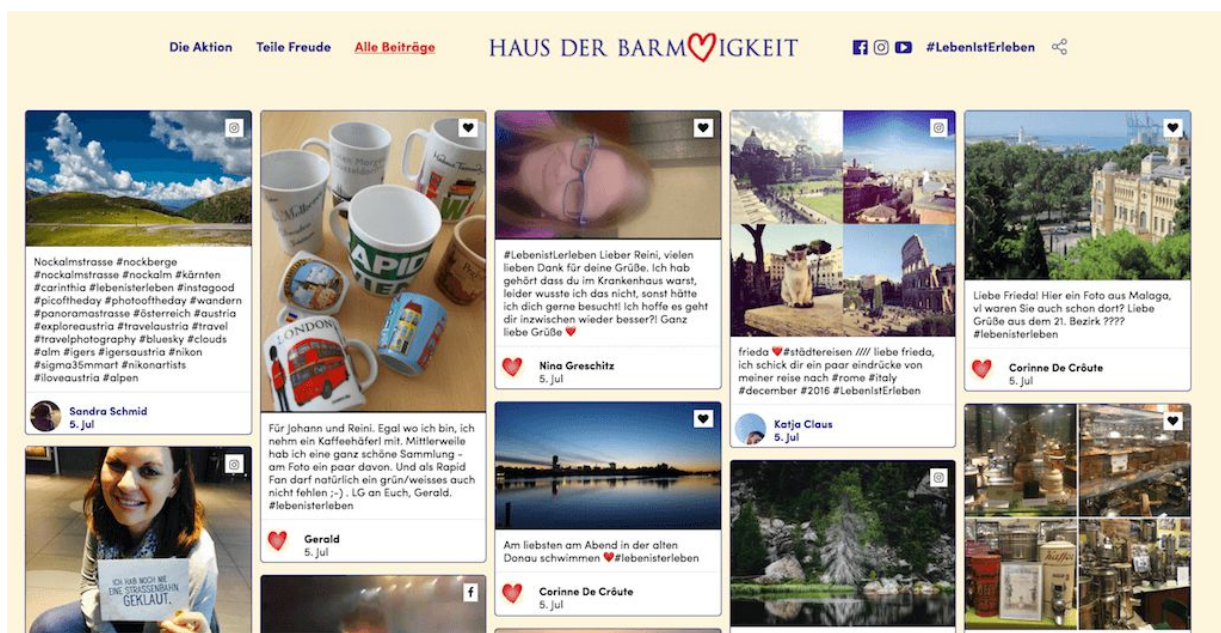 Die Aktion
Teile Freude
Alle Beiträge
HAUS DER BARM IGKEIT
#LebenIstErleben
Nockalmstrasse #nockberge
#nockalmstrasse #nockalm #kärnten
#carinthia #lebenisterleben #instagood
#picoftheday #photooftheday #wandern
#panoramastrasse #österreich #austria
#exploreaustria #travelaustria #travel
#travelphotography #bluesky #clouds
#alm #igers #igersaustria #nikon
#sigma35mmart #nikonartists
#iloveaustria #alpen
Sandra Schmid
5. Jul
ICH HAB NOCH NIE
EINE STRASSENBAHN
GEKLAUT.
RAPID
LONDON
Für Johann und Reini. Egal wo ich bin, ich
nehm ein Kaffeehäferl mit. Mittlerweile
hab ich eine ganz schöne Sammlung -
am Foto ein paar davon. Und als Rapid
Fan darf natürlich ein grün/weisses auch
nicht fehlen ;-) . LG an Euch, Gerald.
#lebenisterleben
Gerald
5. Jul
#LebenistLerleben Lieber Reini, vielen
lieben Dank für deine Grüße. Ich hab
gehört dass du im Krankenhaus warst,
leider wusste ich das nicht, sonst hätte
ich dich gerne besucht! Ich hoffe es geht
dir inzwischen wieder besser?! Ganz
liebe Grüße ❤️
Nina Greschitz
5. Jul
Am liebsten am Abend in der alten
Donau schwimmen ❤️#lebenisterleben
Corinne De Crôute
5. Jul
frieda ❤️#städtereisen //// liebe frieda,
ich schick dir ein paar eindrücke von
meiner reise nach #rome #italy
#december #2016 #LebenIstErleben
Katja Claus
5. Jul
Liebe Frieda! Hier ein Foto aus Malaga,
vl waren Sie auch schon dort? Liebe
Grüße aus dem 21. Bezirk ????
#lebenisterleben
Corinne De Crôute
5. Jul
Kaffee